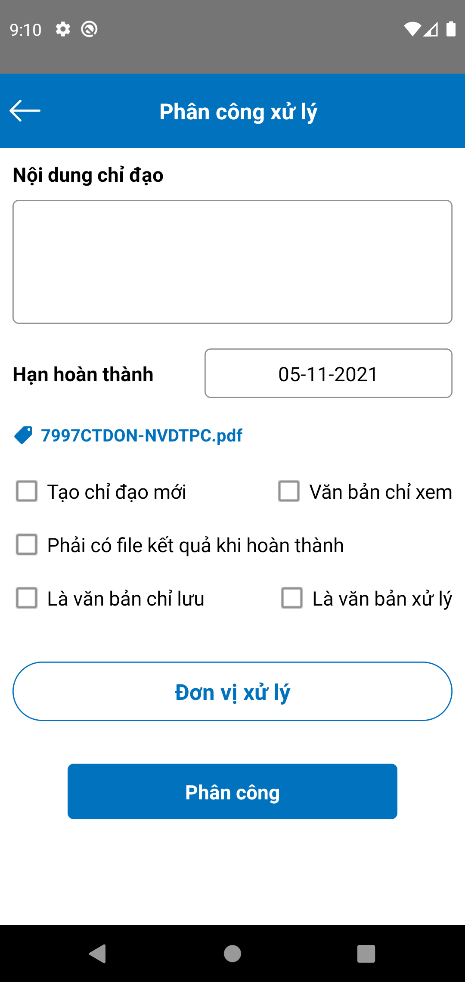 9:10
Phân công xử lý
Nội dung chỉ đạo
Hạn hoàn thành 05-11-2021
7997CTDON-NVDTPC.pdf
Tạo chỉ đạo mới Văn bản chỉ xem
Phải có file kết quả khi hoàn thành
Là văn bản chỉ lưu Là văn bản xử lý
Đơn vị xử lý
Phân công